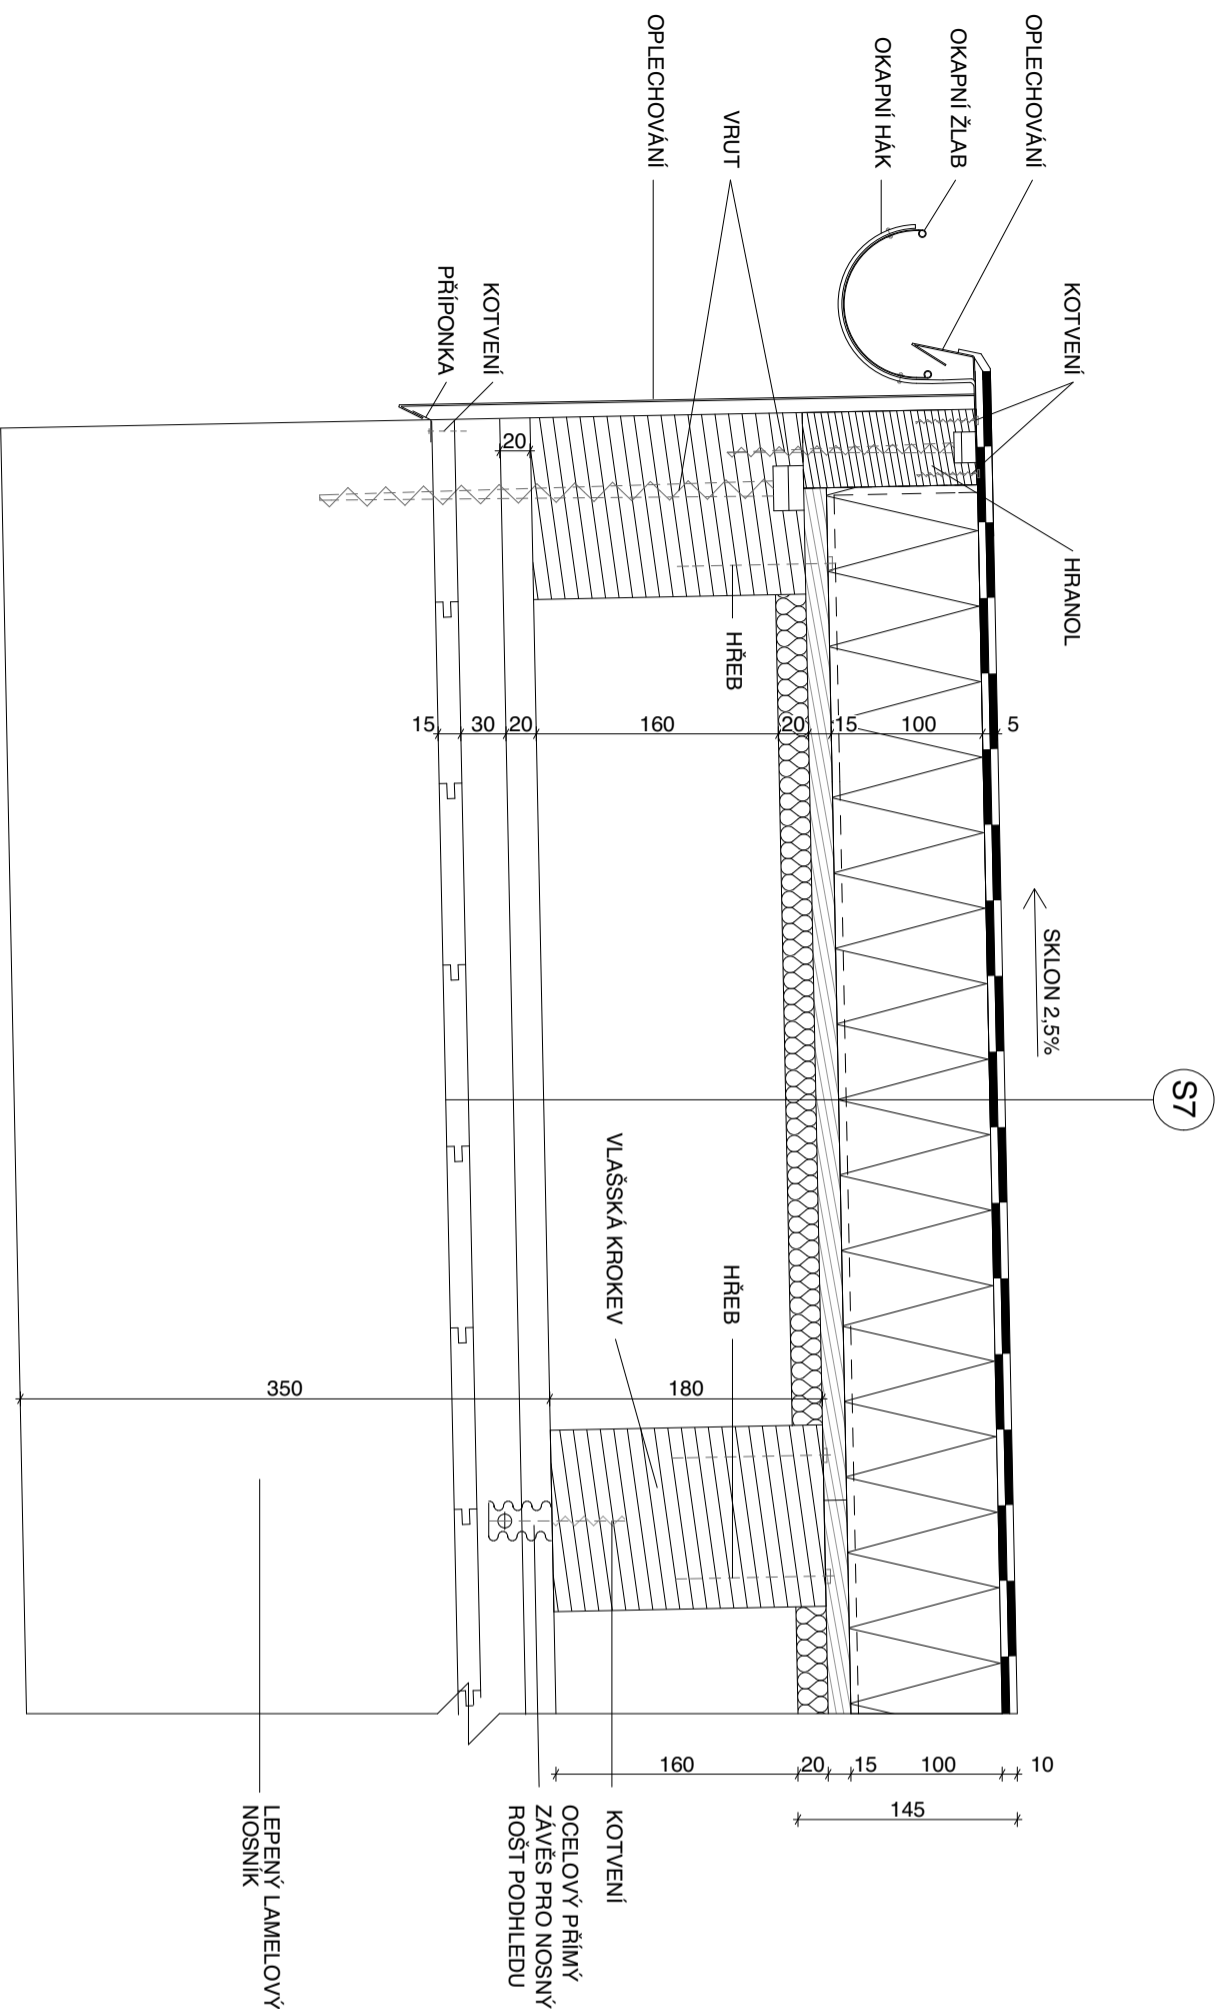 OPLECHOVÁNÍ
OKAPNÍ ŽLAB
OKAPNÍ HÁK
VRUT
OPLECHOVÁNÍ
KOTVENÍ
KOTVENÍ
PŘÍPONKA
HRANOL
HŘEB
20
15
30
20
160
20
15
100
5
SKLON 2,5%
S7
VLAŠSKÁ KROKEV
HŘEB
350
180
160
20
15
100
10
145
KOTVENÍ
OCELOVÝ PŘÍMÝ
ZÁVĚS PRO NOSNÝ
ROŠT PODHLEDU
LEPENÝ LAMELOVÝ
NOSNÍK